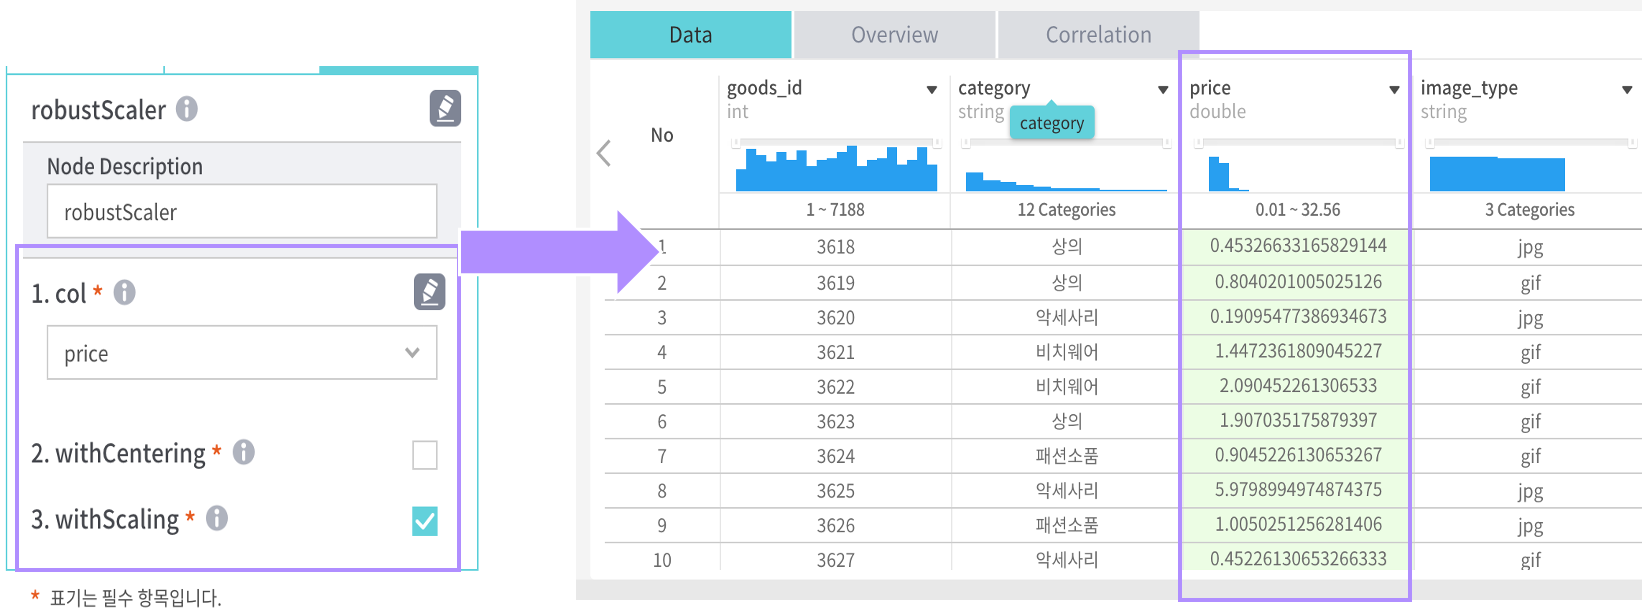 robustScaler
Node Description
robustScaler
1. col *
price
2. withCentering *
3. withScaling *
* 표기는 필수 항목입니다.
Data Overview Correlation
No goods_id category price image_type
int string double string
category
1 ~ 7188 12 Categories 0.01 ~ 32.56 3 Categories
1 3618 상의 0.45326633165829144 jpg
2 3619 상의 0.8040201005025126 gif
3 3620 악세사리 0.19095477386934673 jpg
4 3621 비치웨어 1.4472361809045227 gif
5 3622 비치웨어 2.090452261306533 gif
6 3623 상의 1.907035175879397 gif
7 3624 패션소품 0.9045226130653267 gif
8 3625 악세사리 5.9798994974874375 jpg
9 3626 패션소품 1.0050251256281406 jpg
10 3627 악세사리 0.45226130653266333 gif